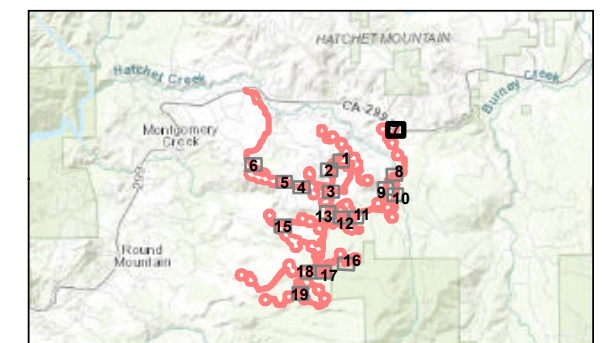 HATCHET MOUNTAIN
Hatchet Creek
Burney Creek
CA-299
7
Montgomery
Creek
1
6
2
8
5
4
3
9
10
299
13
11
12
15
Round
Mountain
16
18
17
19